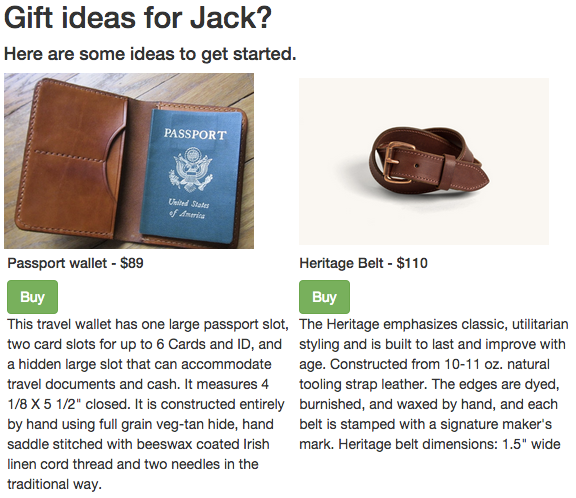 Gift ideas for Jack?
Here are some ideas to get started.
PASSPORT
United States
of America
Passport wallet - $89
Buy
This travel wallet has one large passport slot,
two card slots for up to 6 Cards and ID, and
a hidden large slot that can accommodate
travel documents and cash. It measures 4
1/8 X 5 1/2" closed. It is constructed entirely
by hand using full grain veg-tan hide, hand
saddle stitched with beeswax coated Irish
linen cord thread and two needles in the
traditional way.
Heritage Belt - $110
Buy
The Heritage emphasizes classic, utilitarian
styling and is built to last and improve with
age. Constructed from 10-11 oz. natural
tooling strap leather. The edges are dyed,
burnished, and waxed by hand, and each
belt is stamped with a signature maker's
mark. Heritage belt dimensions: 1.5" wide